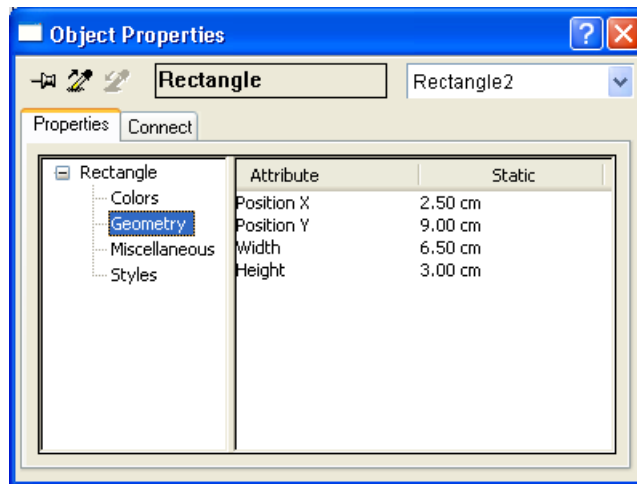 Object Properties ?
Rectangle Rectangle2
Properties Connect
Rectangle
Colors
Geometry
Miscellaneous
Styles
Attribute Static
Position X 2.50 cm
Position Y 9.00 cm
Width 6.50 cm
Height 3.00 cm